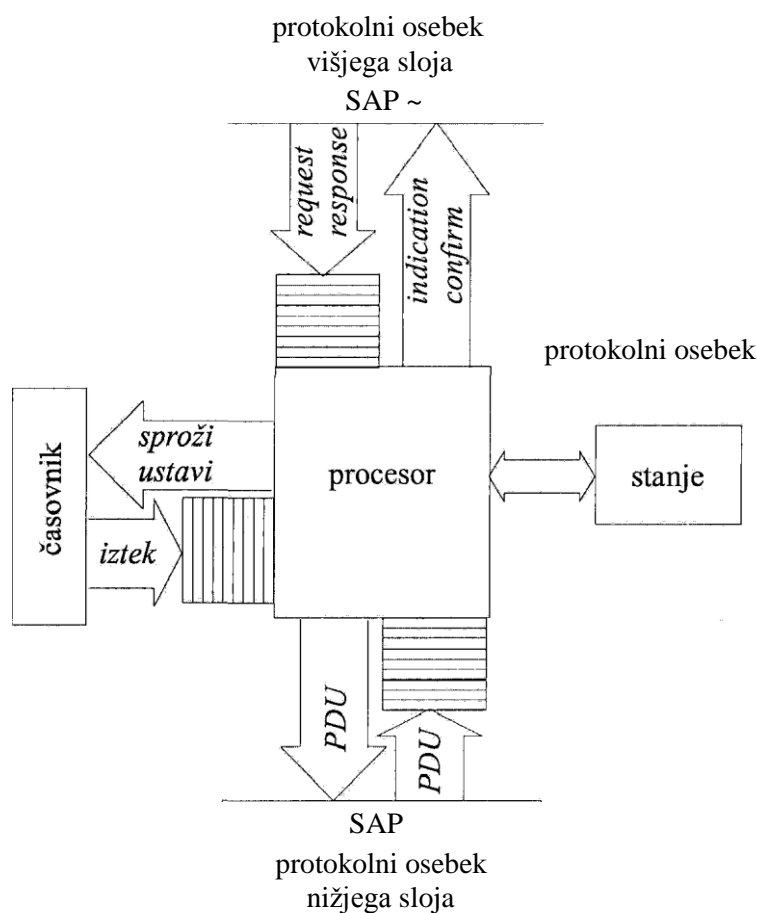 protokolni osebek
višjega sloja
SAP ~
request
response
indication
confirm
protokolni osebek
časovnik
sproži
ustavi
iztek
procesor
stanje
PDU
PDU
SAP
protokolni osebek
nižjega sloja